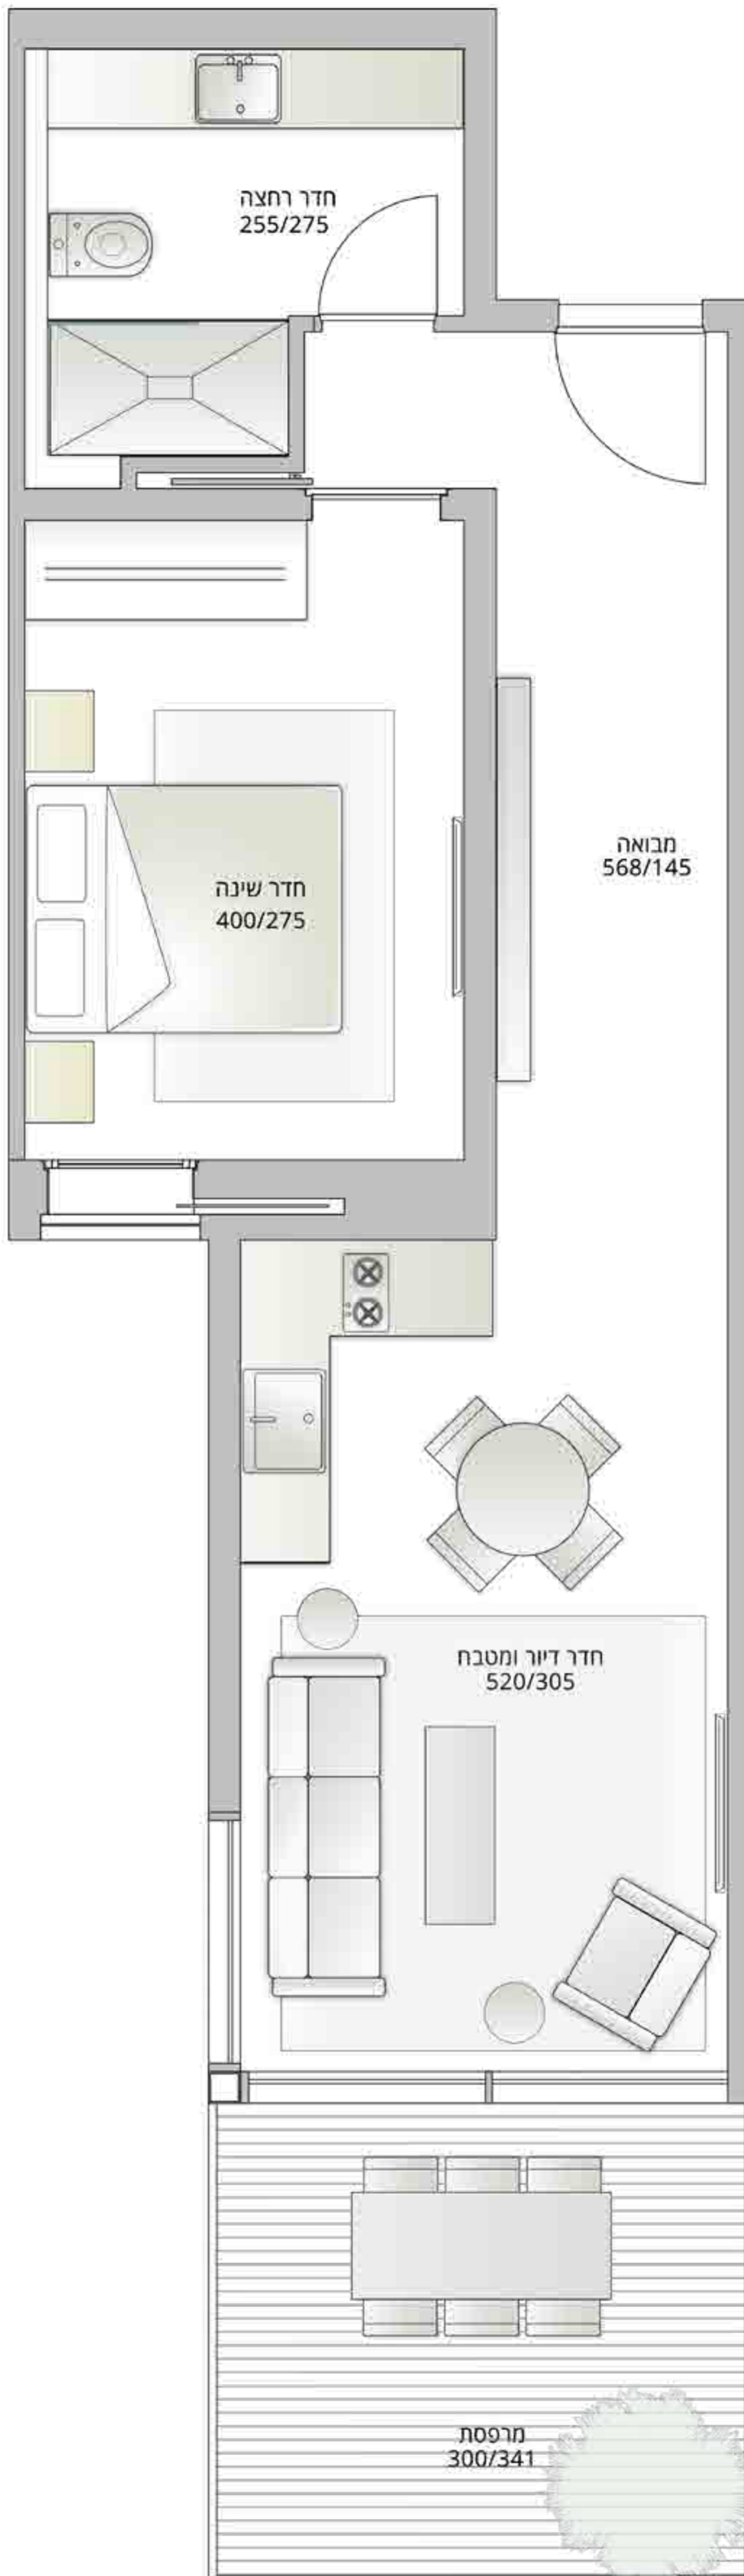 חדר רחצה
255/275
מבואה
568/145
חדר שינה
400/275
חדר דיור ומטבח
520/305
מרפסת
300/341